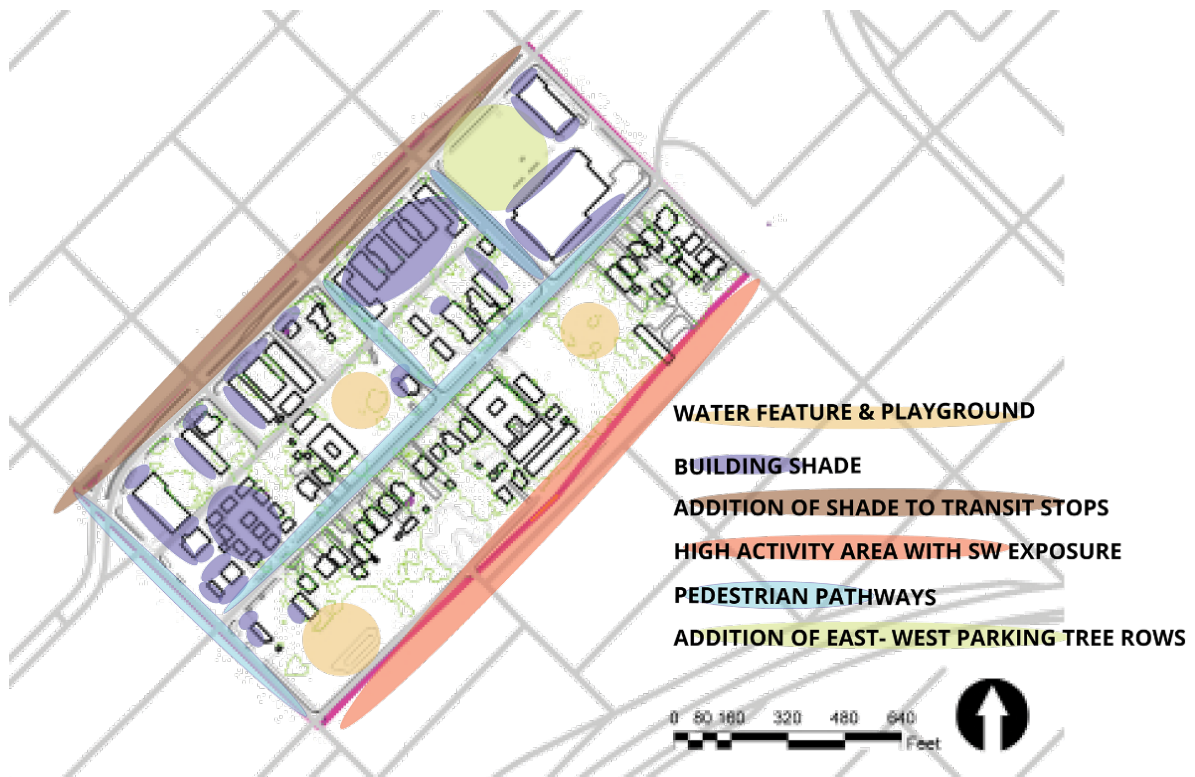 WATER FEATURE & PLAYGROUND
BUILDING SHADE
ADDITION OF SHADE TO TRANSIT STOPS
HIGH ACTIVITY AREA WITH SW EXPOSURE
PEDESTRIAN PATHWAYS
ADDITION OF EAST- WEST PARKING TREE ROWS
0 80 160 320 480 640
Feet